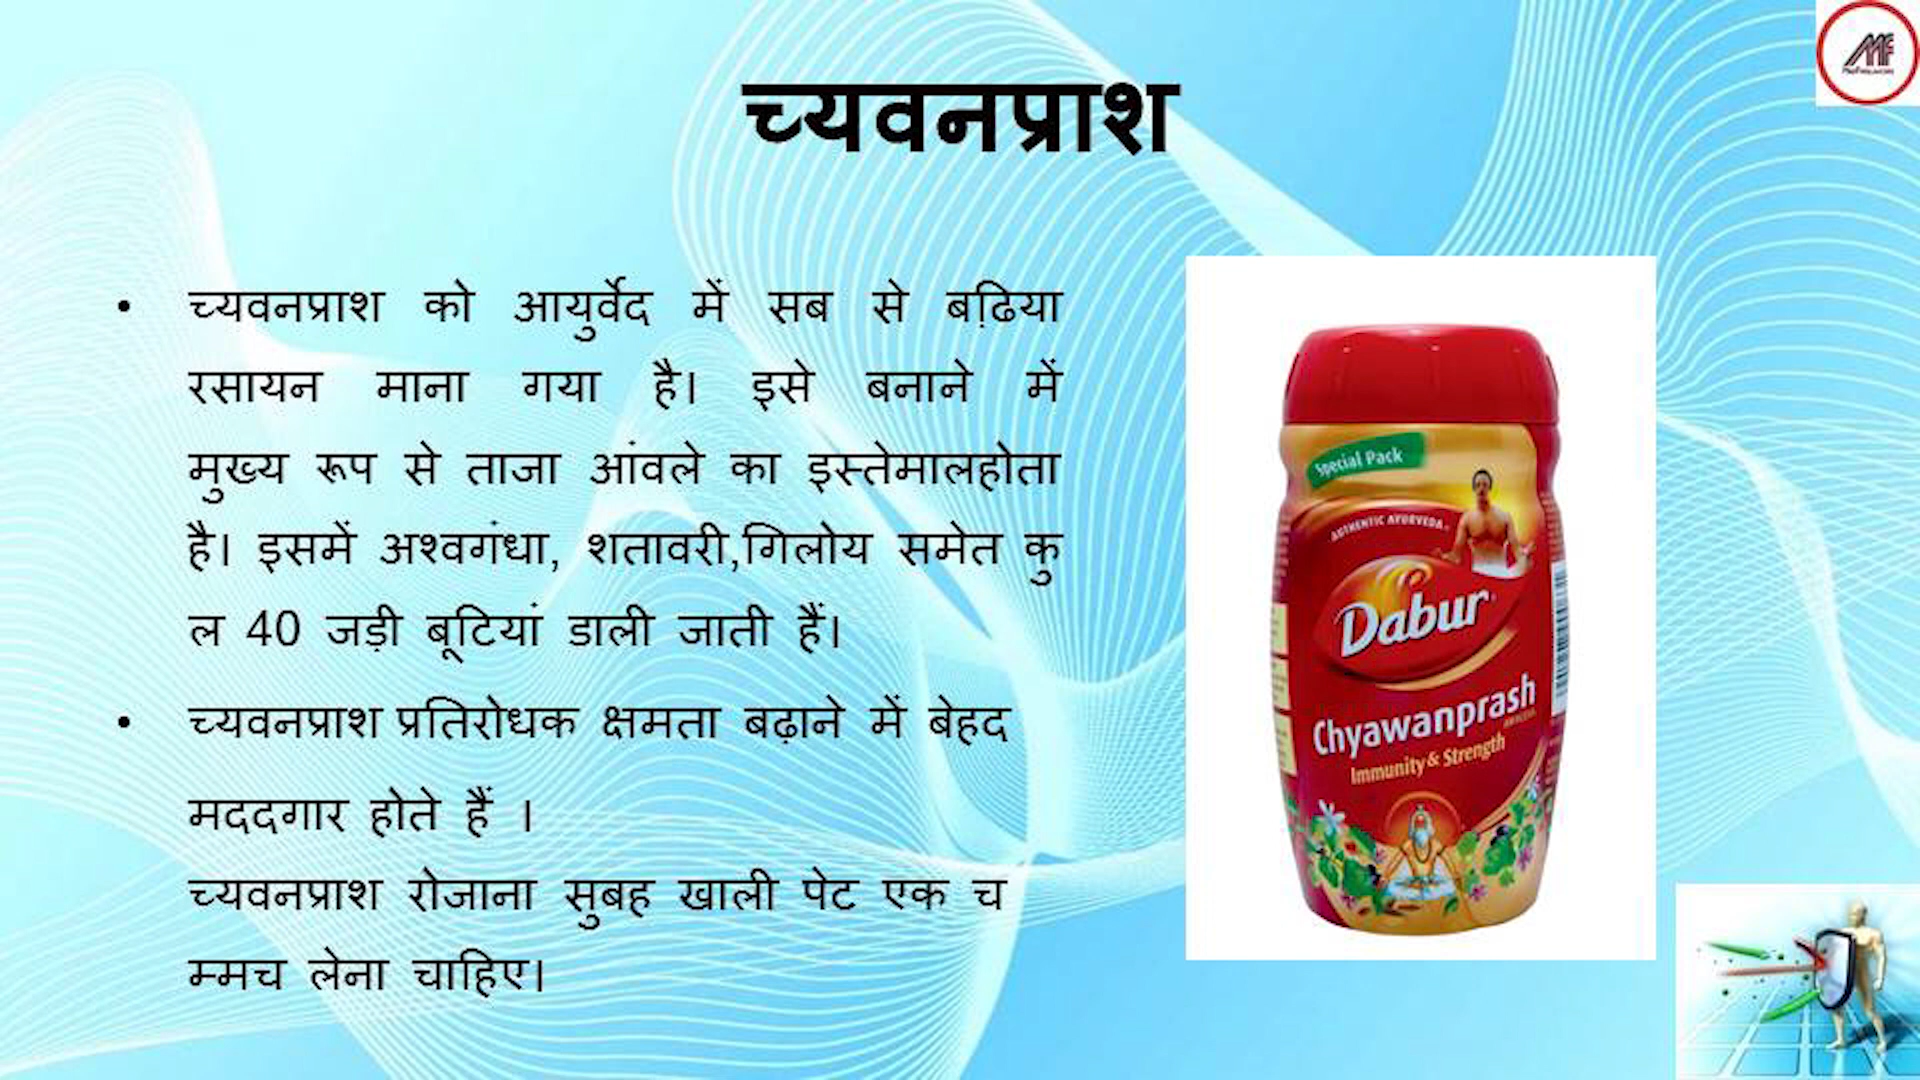 च्यवनप्राश
• च्यवनप्राश को आयुर्वेद में सब से बढ़िया
रसायन माना गया है। इसे बनाने में
मुख्य रूप से ताजा आंवले का इस्तेमालहोता
है। इसमें अश्वगंधा, शतावरी,गिलोय समेत कु
ल 40 जड़ी बूटियां डाली जाती हैं।
• च्यवनप्राश प्रतिरोधक क्षमता बढ़ाने में बेहद
मददगार होते हैं ।
च्यवनप्राश रोजाना सुबह खाली पेट एक च
म्मच लेना चाहिए।
Special Pack
AUTHENTIC AYURVEDA
Dabur
Chyawanprash
Immunity & Strength